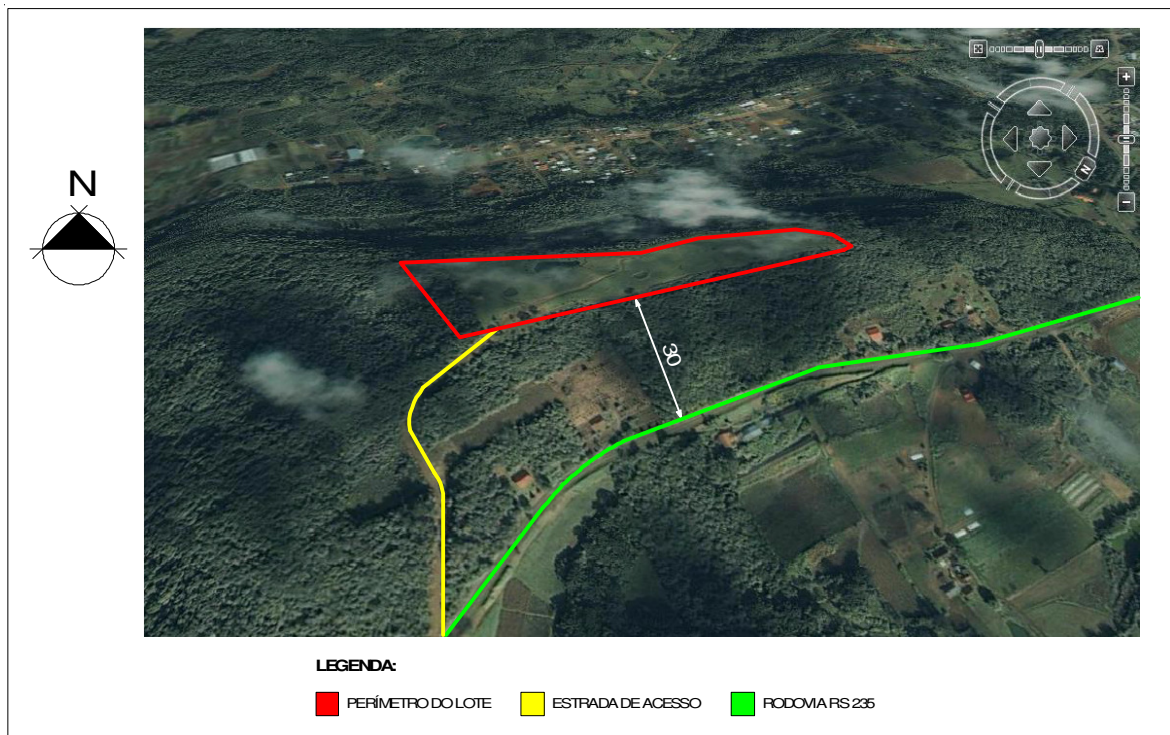 N
N
30
LEGENDA:
PERÍMETRO DO LOTE
ESTRADA DE ACESSO
RODOVIA RS 235